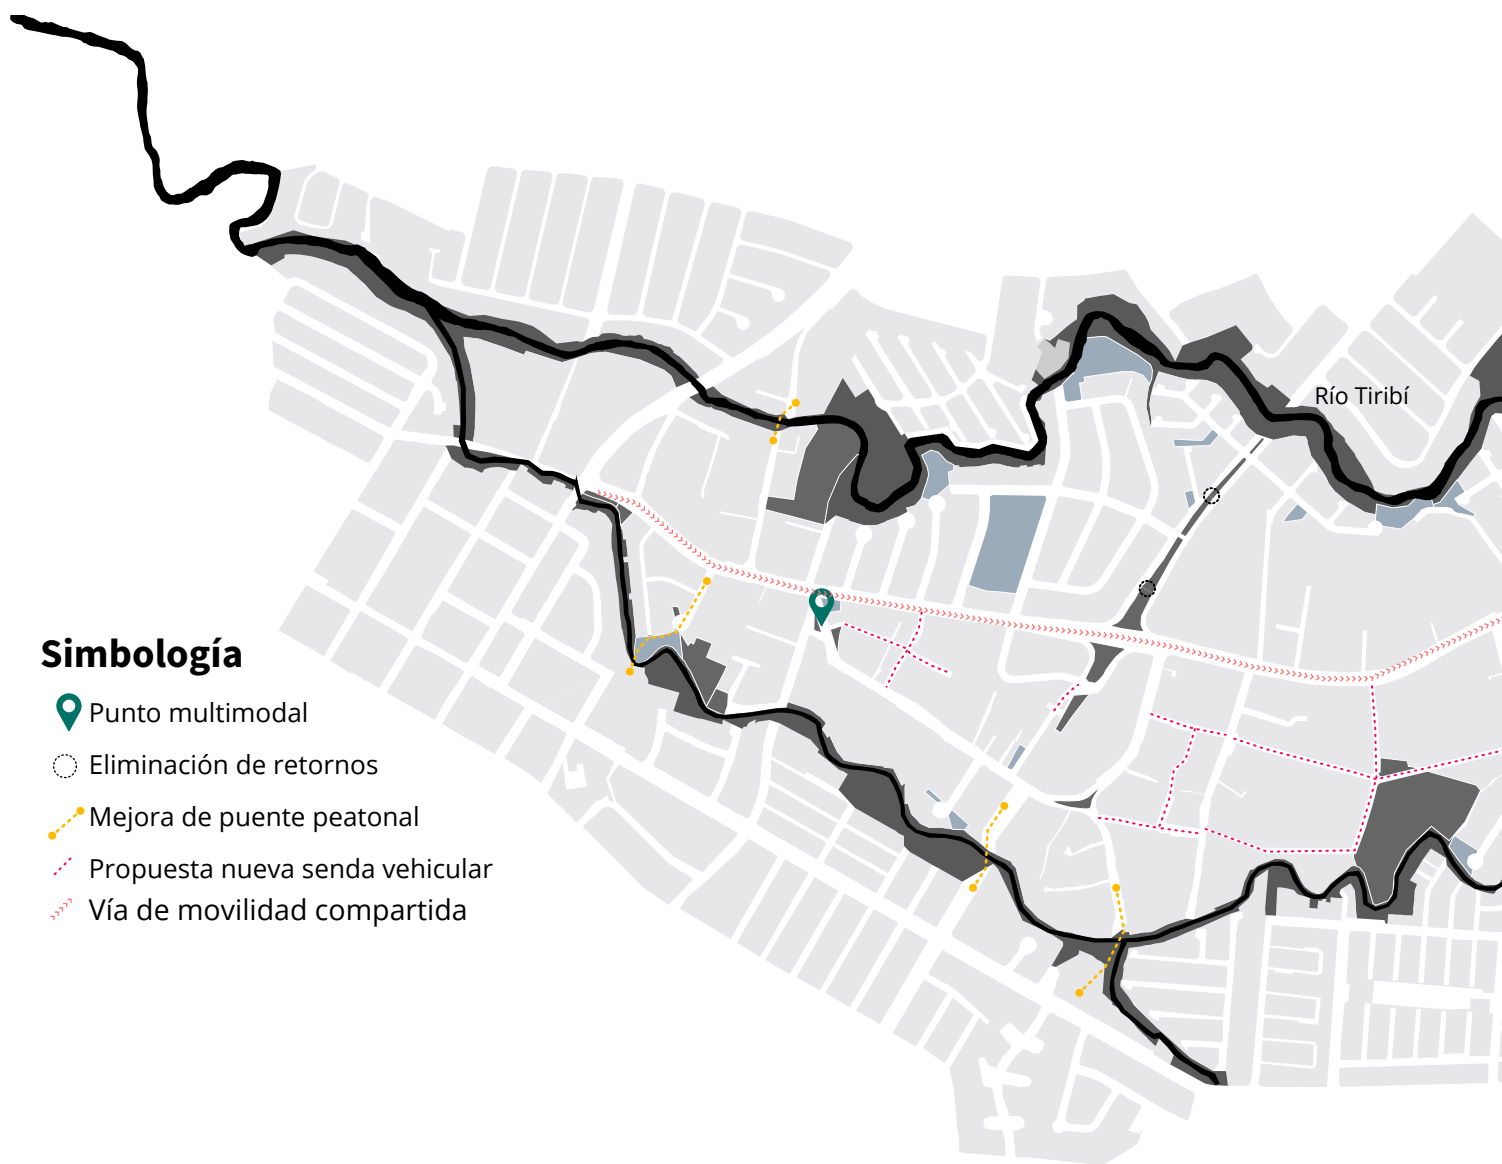 Río Tiribí
Simbología
Punto multimodal
Eliminación de retornos
Mejora de puente peatonal
Propuesta nueva senda vehicular
Vía de movilidad compartida